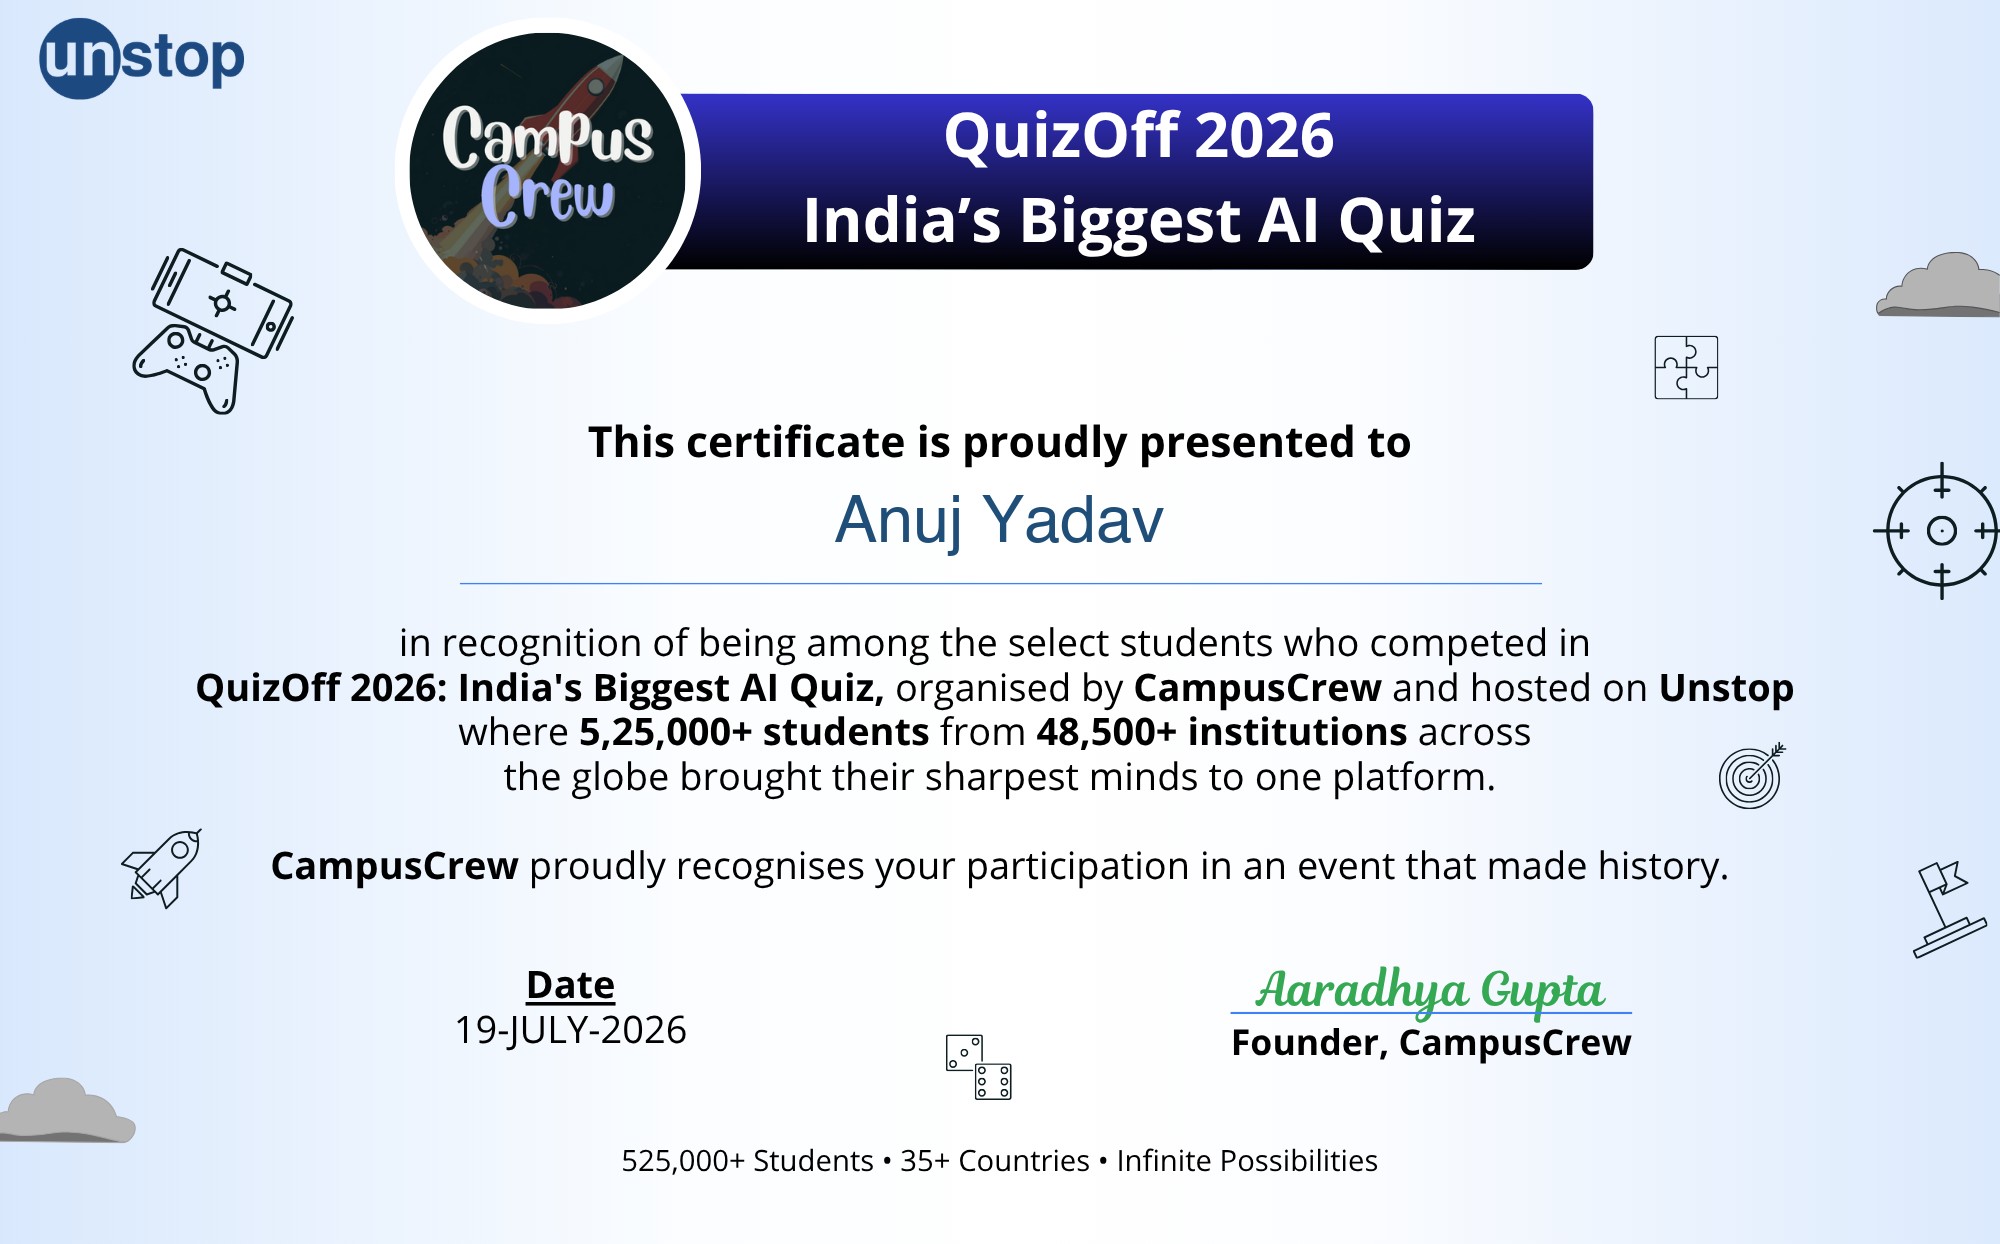 unstop
Campus
Crew
QuizOff 2026
India’s Biggest AI Quiz
This certificate is proudly presented to
Anuj Yadav
in recognition of being among the select students who competed in
QuizOff 2026: India's Biggest AI Quiz, organised by CampusCrew and hosted on Unstop
where 5,25,000+ students from 48,500+ institutions across
the globe brought their sharpest minds to one platform.
CampusCrew proudly recognises your participation in an event that made history.
Date
19-JULY-2026
Aaradhya Gupta
Founder, CampusCrew
525,000+ Students • 35+ Countries • Infinite Possibilities